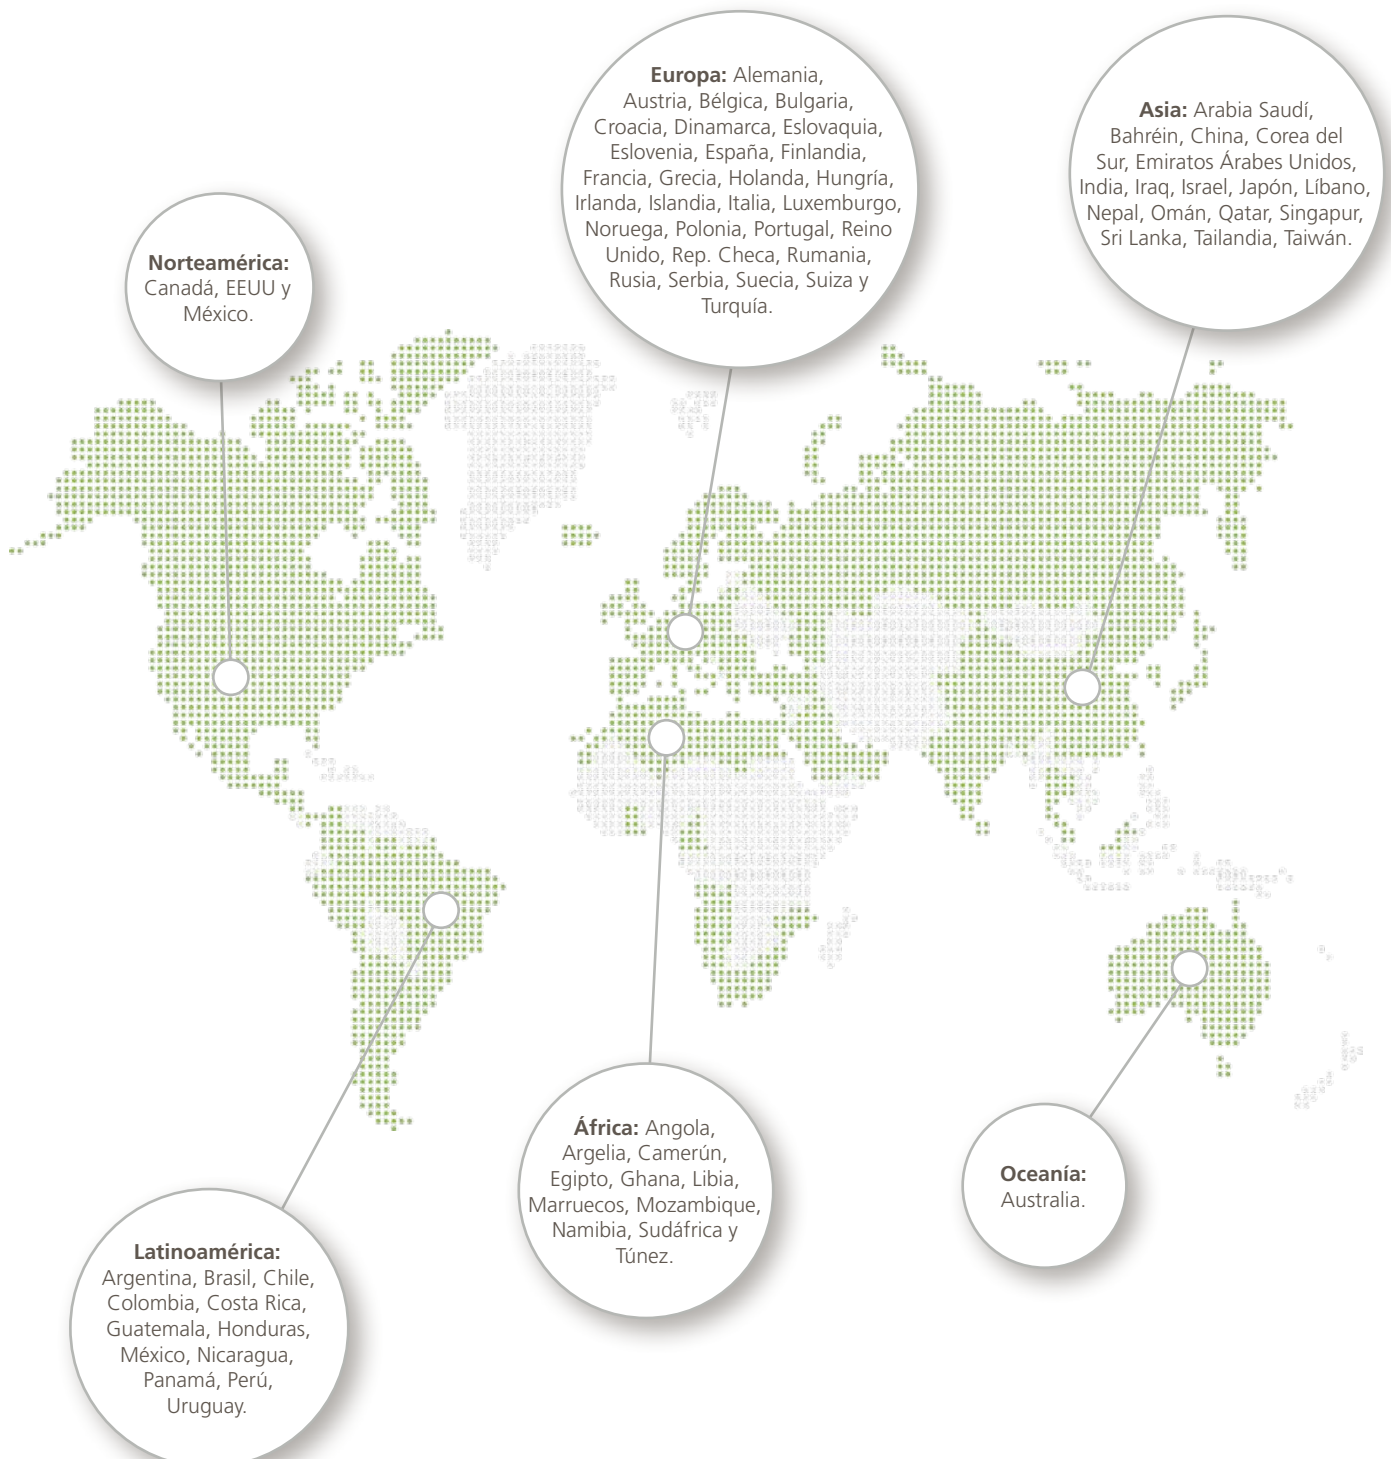 Europa: Alemania,
Austria, Bélgica, Bulgaria,
Croacia, Dinamarca, Eslovaquia,
Eslovenia, España, Finlandia,
Francia, Grecia, Holanda, Hungría,
Irlanda, Islandia, Italia, Luxemburgo,
Noruega, Polonia, Portugal, Reino
Unido, Rep. Checa, Rumania,
Rusia, Serbia, Suecia, Suiza y
Turquía.
Asia: Arabia Saudí,
Bahréin, China, Corea del
Sur, Emiratos Árabes Unidos,
India, Iraq, Israel, Japón, Líbano,
Nepal, Omán, Qatar, Singapur,
Sri Lanka, Tailandia, Taiwán.
Norteamérica:
Canadá, EEUU y
México.
África: Angola,
Argelia, Camerún,
Egipto, Ghana, Libia,
Marruecos, Mozambique,
Namibia, Sudáfrica y
Túnez.
Oceanía:
Australia.
Latinoamérica:
Argentina, Brasil, Chile,
Colombia, Costa Rica,
Guatemala, Honduras,
México, Nicaragua,
Panamá, Perú,
Uruguay.